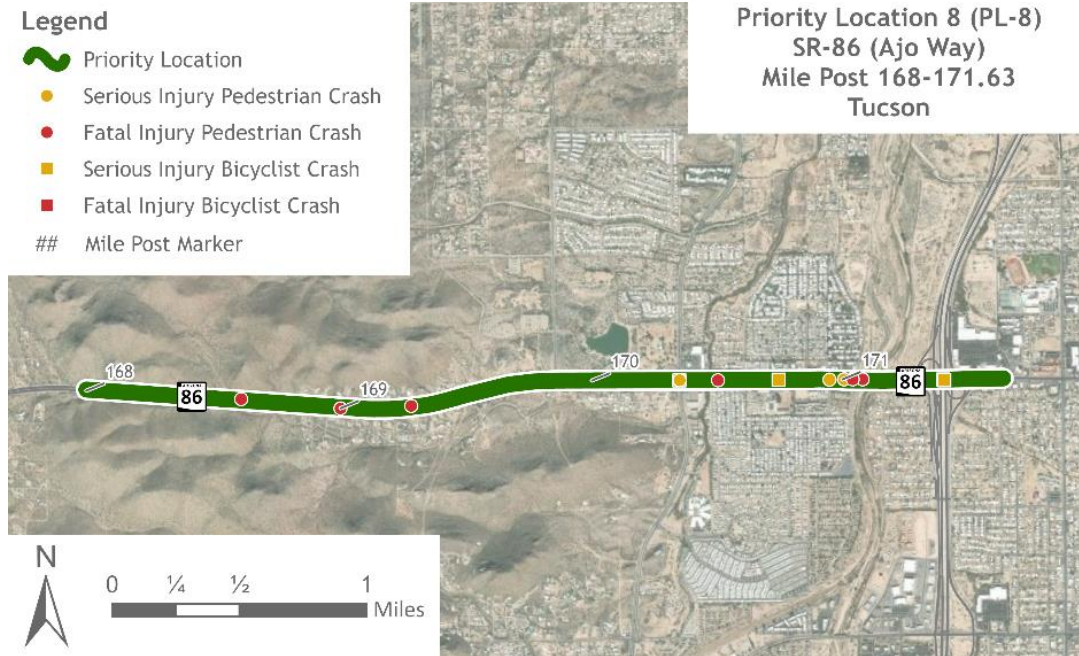 Legend
Priority Location
Serious Injury Pedestrian Crash
Fatal Injury Pedestrian Crash
Serious Injury Bicyclist Crash
Fatal Injury Bicyclist Crash
## Mile Post Marker
Priority Location 8 (PL-8)
SR-86 (Ajo Way)
Mile Post 168-171.63
Tucson
168
86
169
170
171
86
N
0 ¼ ½ 1
Miles